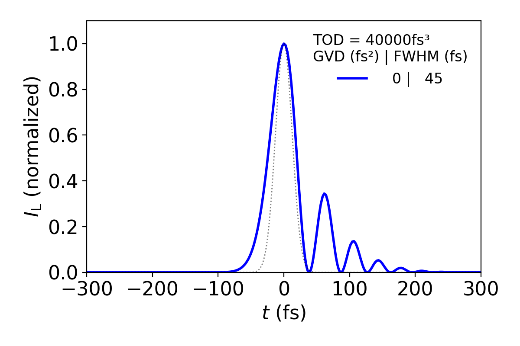 TOD = 40000fs³
GVD (fs²) | FWHM (fs)
0 | 45
1.0
0.8
0.6
0.4
0.2
0.0
I_L (normalized)
−300 −200 −100 0 100 200 300
t (fs)